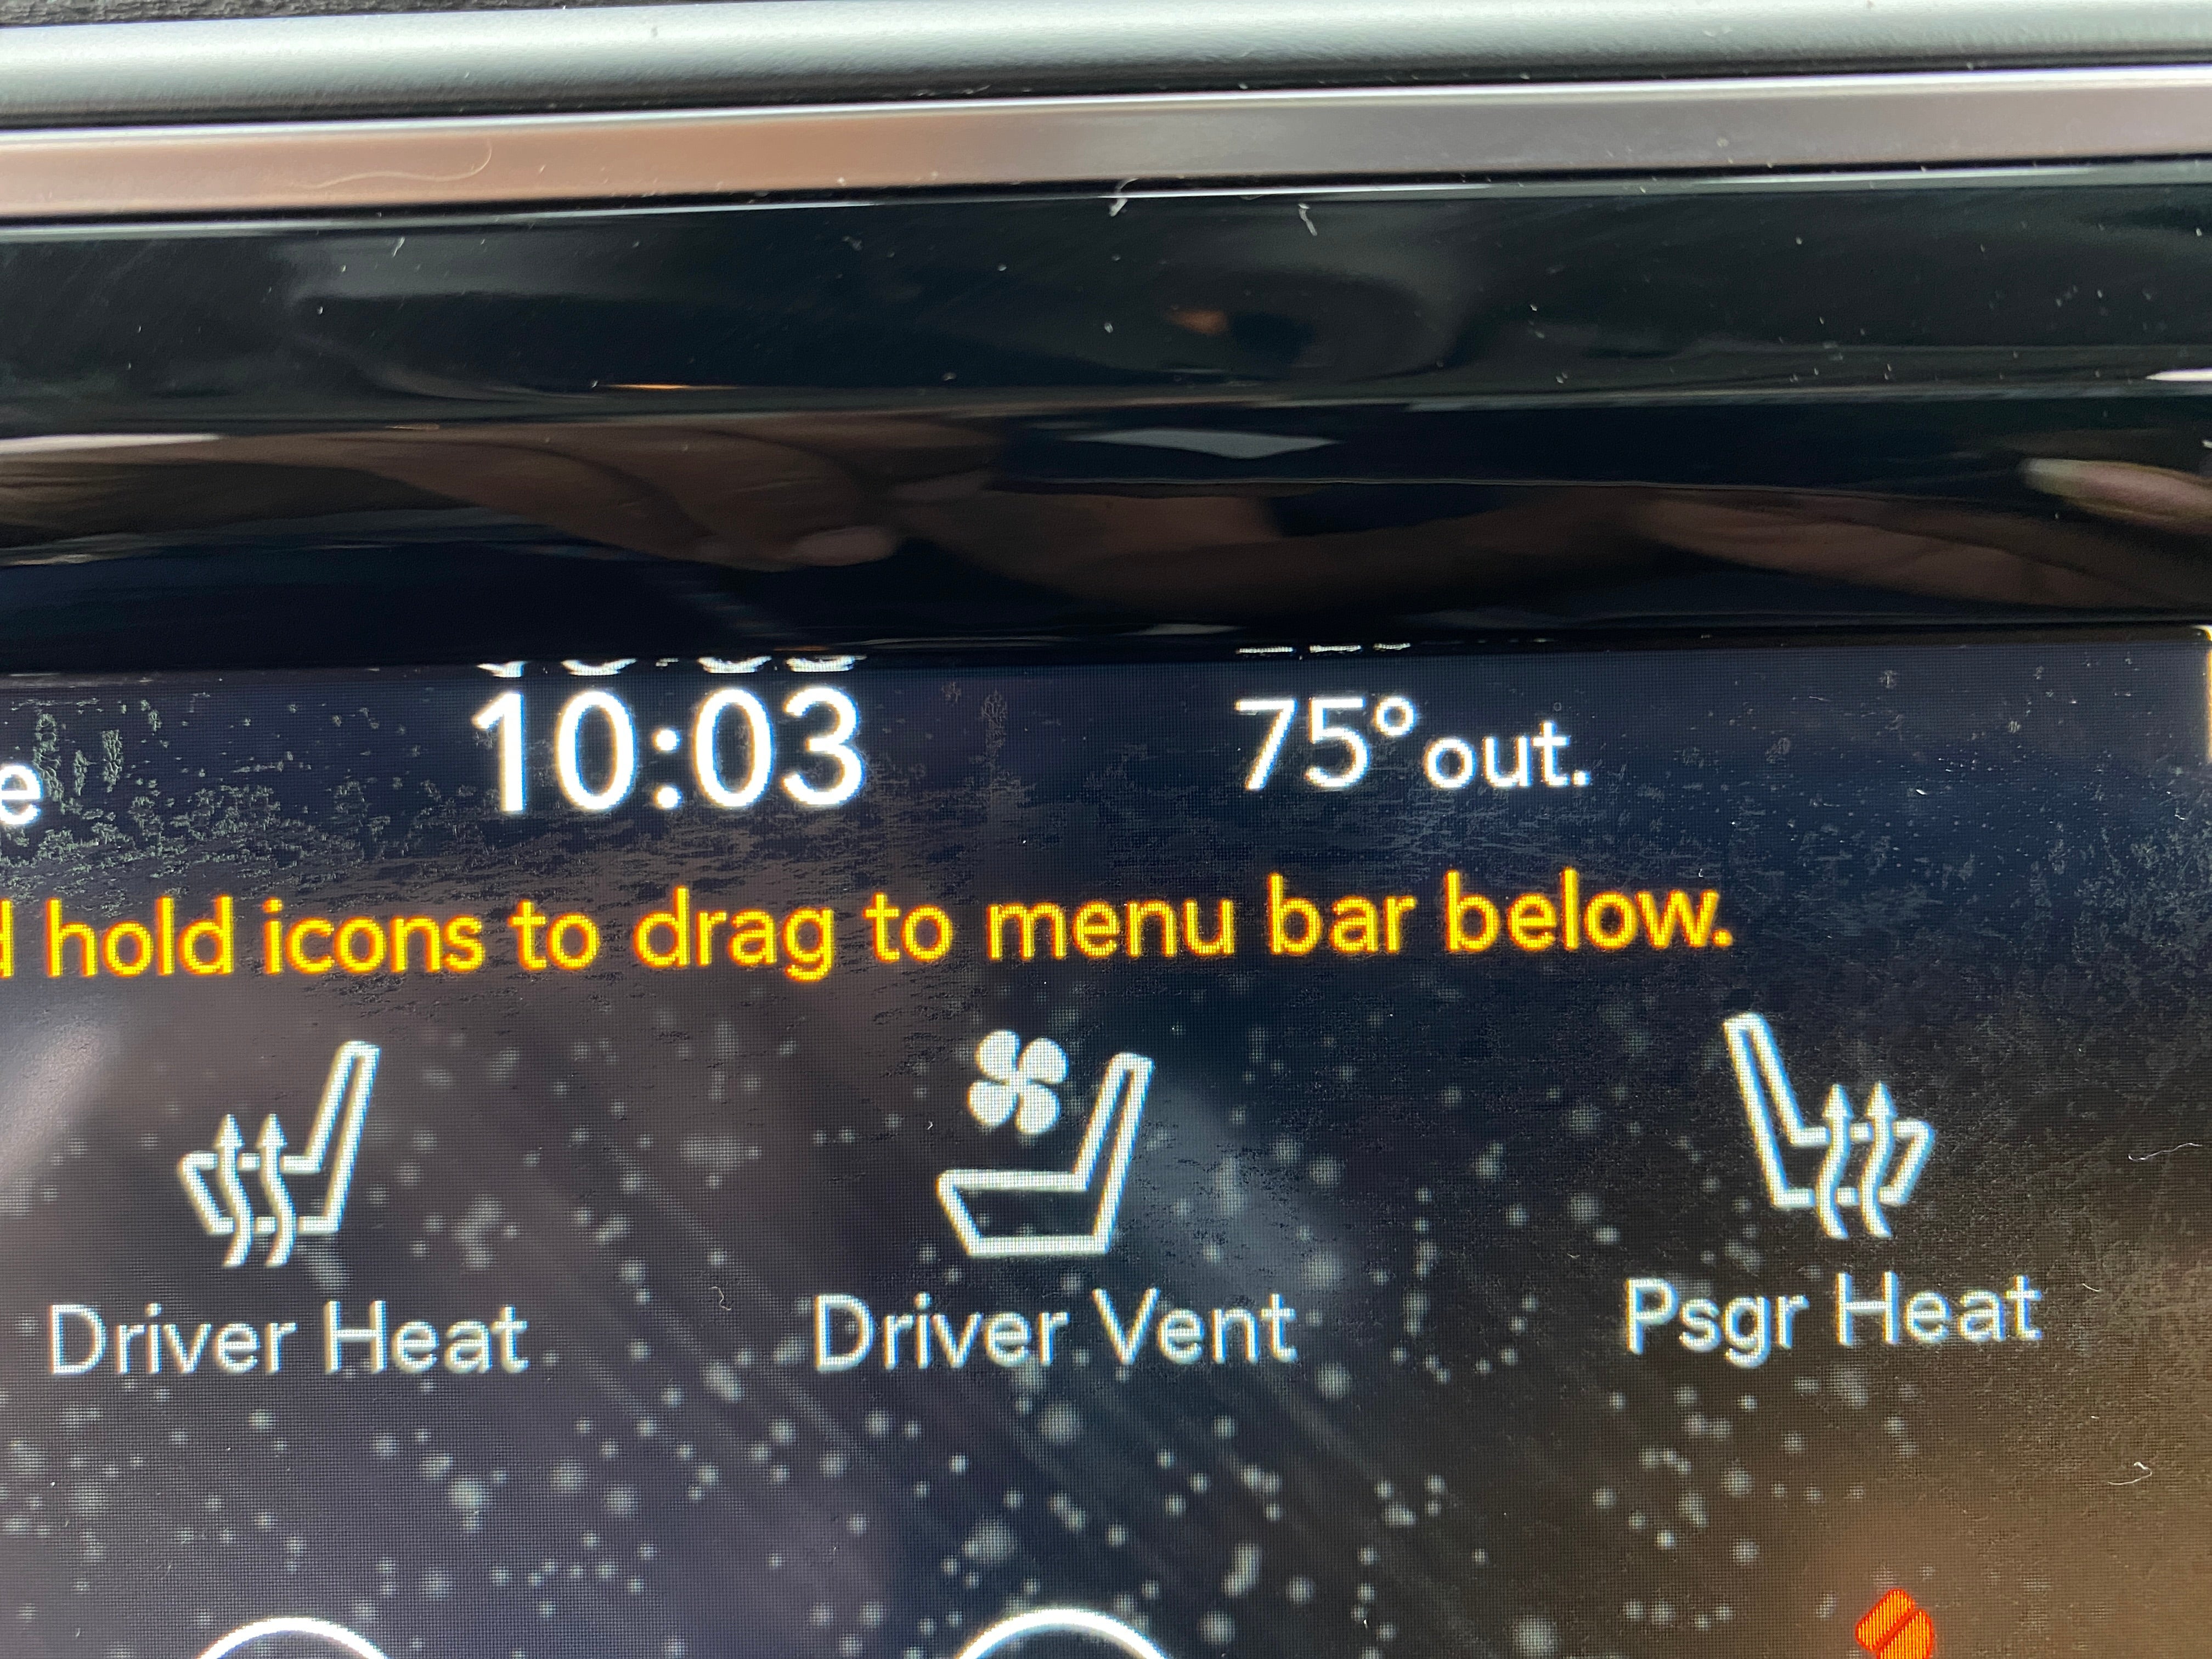 10:03 75° out.
hold icons to drag to menu bar below.
Driver Heat Driver Vent Psgr Heat